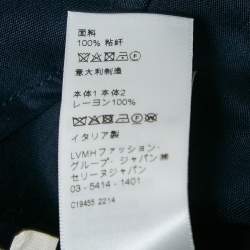 面料
100% 粘纤
意大利制造
本体1 本体2
レーヨン100%
イタリア製
LVMHファッション・
グループ・ジャパン㈱
セリーヌジャパン
03 - 5414 - 1401
C19455 2214